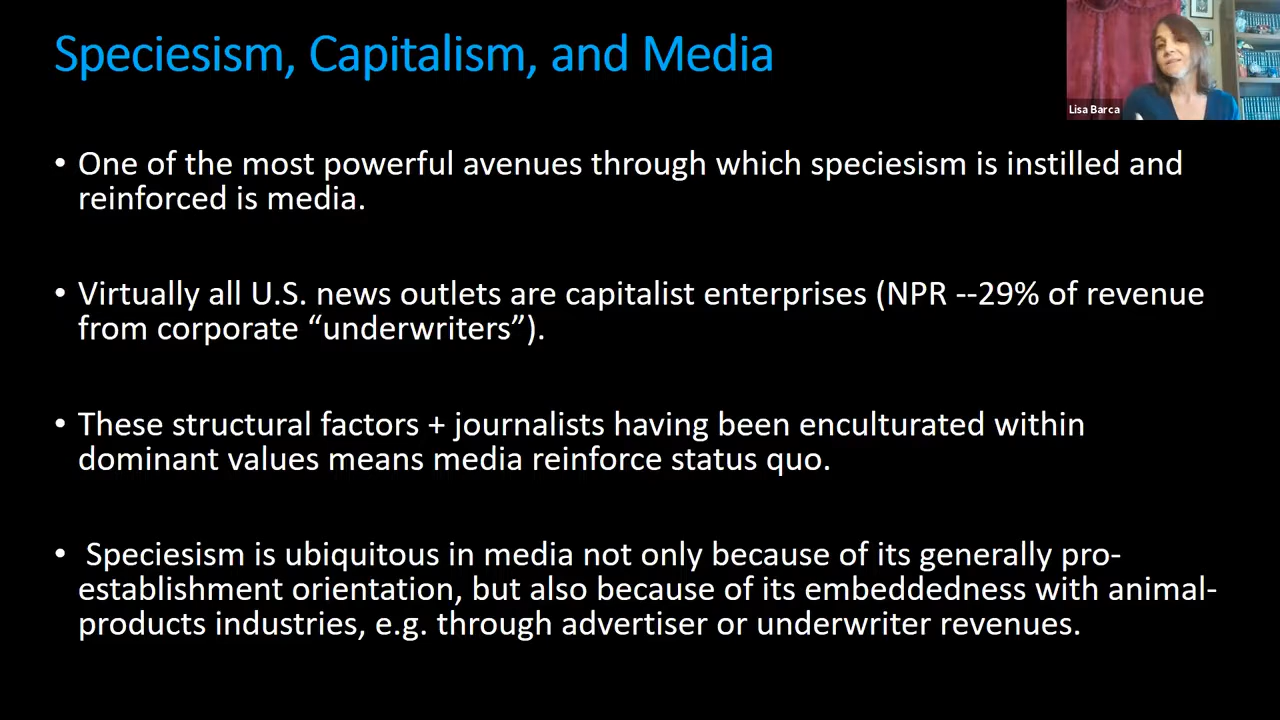 Speciesism, Capitalism, and Media
Lisa Barca
• One of the most powerful avenues through which speciesism is instilled and
reinforced is media.
• Virtually all U.S. news outlets are capitalist enterprises (NPR --29% of revenue
from corporate “underwriters”).
• These structural factors + journalists having been enculturated within
dominant values means media reinforce status quo.
• Speciesism is ubiquitous in media not only because of its generally pro-
establishment orientation, but also because of its embeddedness with animal-
products industries, e.g. through advertiser or underwriter revenues.